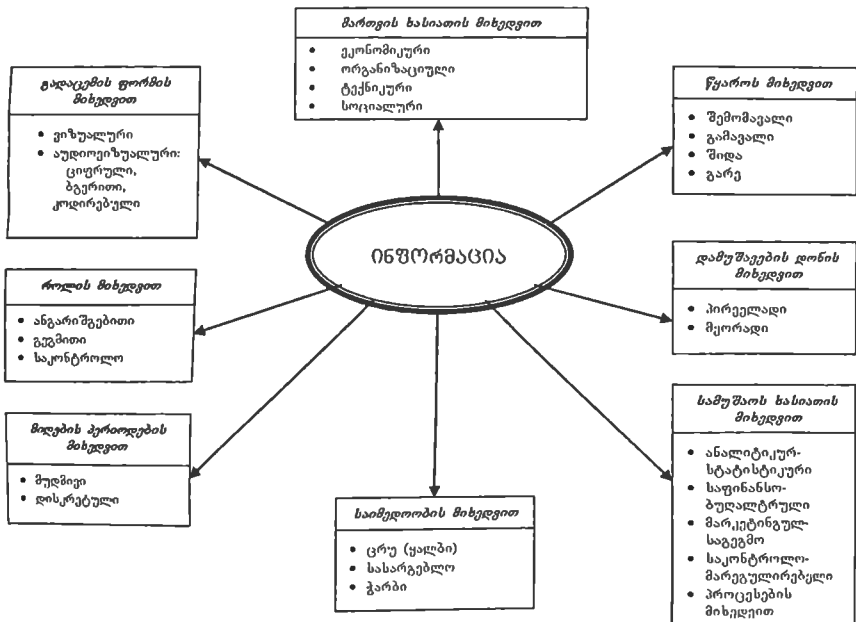 მართვის ხასიათის მიხედვით
• ეკონომიკური
• ორგანიზაციული
• ტექნიკური
• სოციალური
გადაცემის ფორმის
მიხედვით
• ვიზუალური
• აუდიოვიზუალური:
ციფრული,
ბგერითი,
კოდირებული
წყაროს მიხედვით
• შემომავალი
• გამავალი
• შიდა
• გარე
ინფორმაცია
როლის მიხედვით
• ანგარიშგებითი
• გეგმითი
• საკონტროლო
დამუშავების დონის
მიხედვით
• პირველადი
• მეორადი
მიღების პერიოდების
მიხედვით
• მუდმივი
• დისკრეტული
საიმედოობის მიხედვით
• ცრუ (ყალბი)
• სასარგებლო
• ჭარბი
სამუშაოს ხასიათის
მიხედვით
• ანალიტიკურ-
სტატისტიკური
• საფინანსო-
ბუღალტრული
• მარკეტინგულ-
საგეგმო
• საკონტროლო-
მარეგულირებელი
• პროცესების
მიხედვით